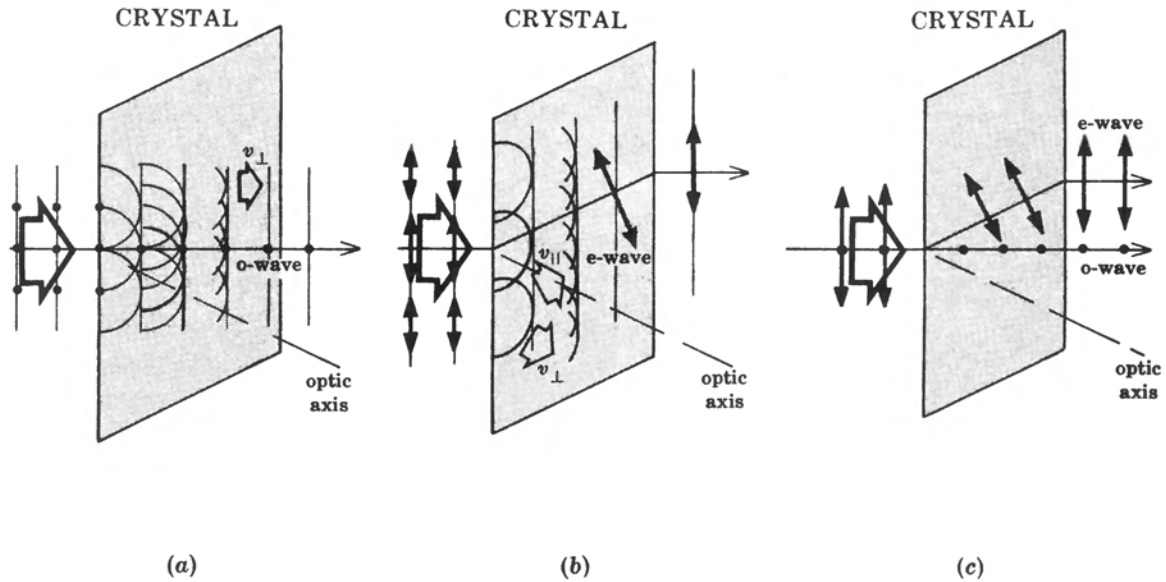 CRYSTAL
v⊥
o-wave
optic
axis
(a)
CRYSTAL
v||
e-wave
v⊥
optic
axis
(b)
CRYSTAL
e-wave
o-wave
optic
axis
(c)